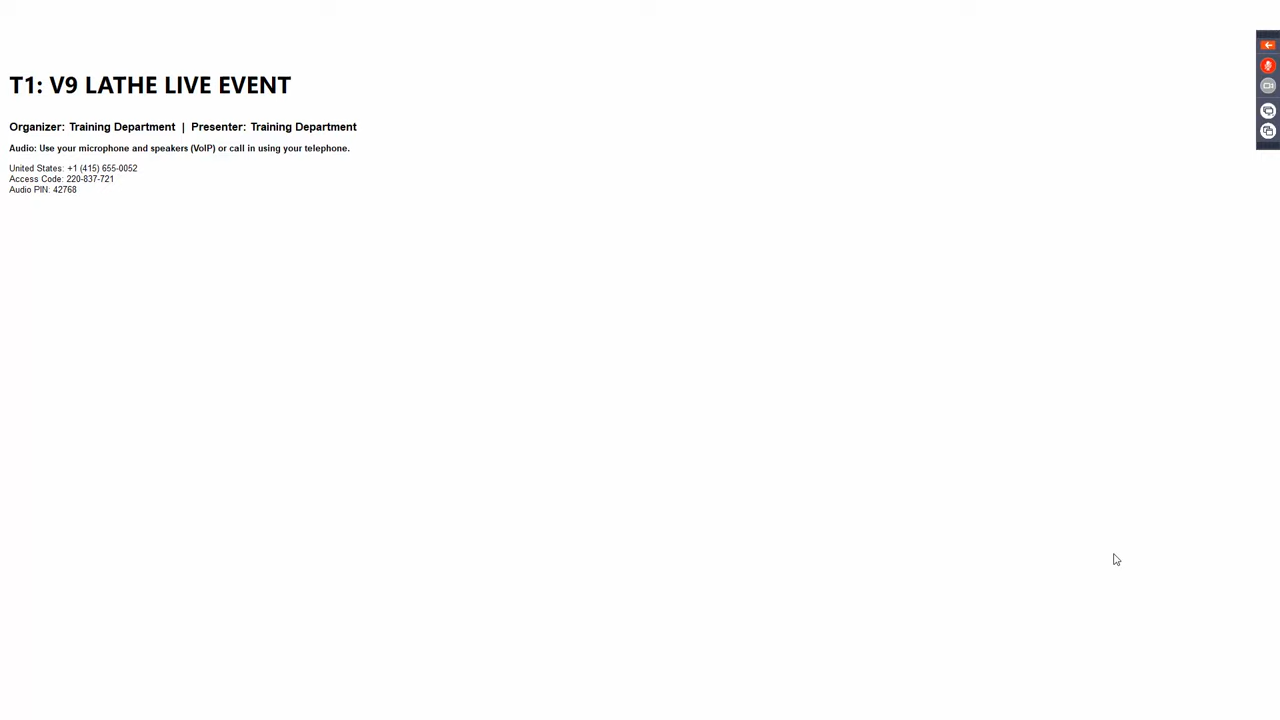 T1: V9 LATHE LIVE EVENT
Organizer: Training Department | Presenter: Training Department
Audio: Use your microphone and speakers (VoIP) or call in using your telephone.
United States: +1 (415) 655-0052
Access Code: 220-837-721
Audio PIN: 42768